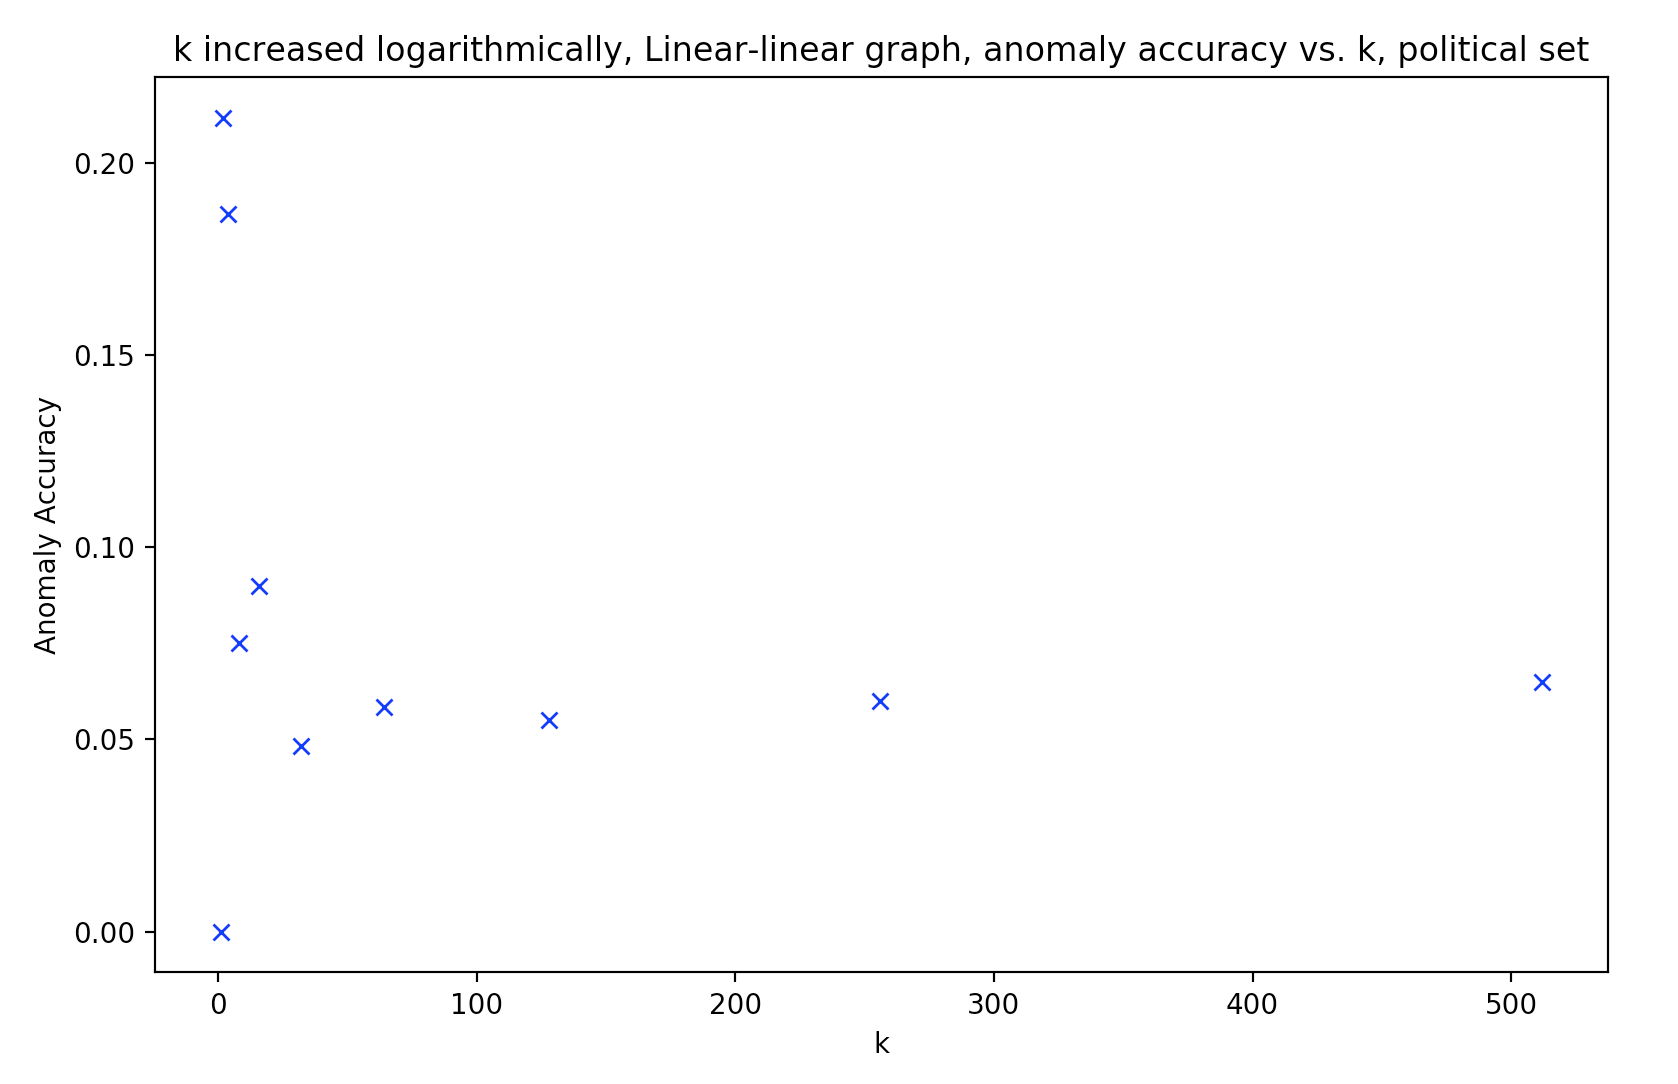 k increased logarithmically, Linear-linear graph, anomaly accuracy vs. k, political set
0.20
0.15
0.10
0.05
0.00
Anomaly Accuracy
0 100 200 300 400 500
k